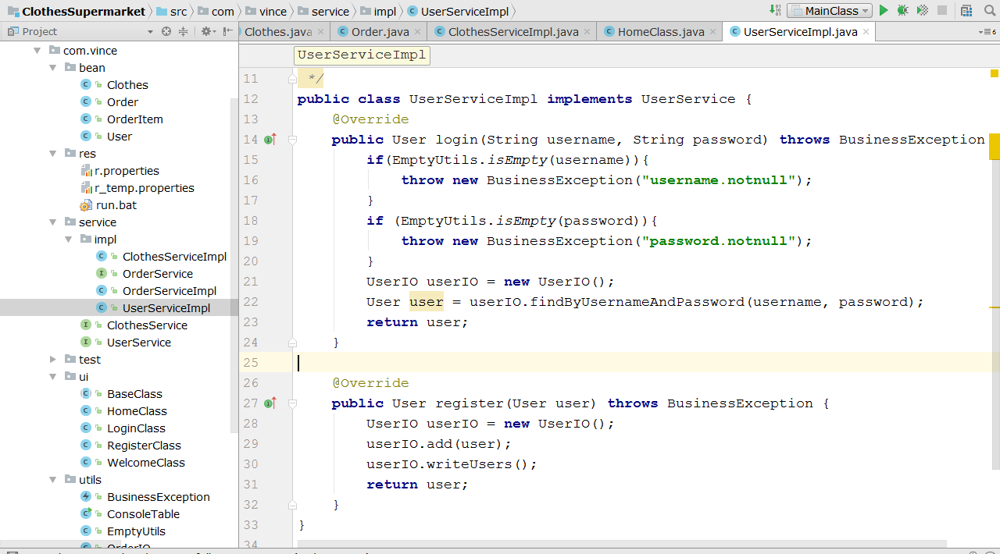 ClothesSupermarket src com vince service impl UserServiceImpl MainClass
Project Clothes.java Order.java ClothesServiceImpl.java HomeClass.java UserServiceImpl.java 6
UserServiceImpl
com.vince
bean
Clothes
Order
OrderItem
User
res
r.properties
r_temp.properties
run.bat
service
impl
ClothesServiceImpl
OrderService
OrderServiceImpl
UserServiceImpl
ClothesService
UserService
test
ui
BaseClass
HomeClass
LoginClass
RegisterClass
WelcomeClass
utils
BusinessException
ConsoleTable
EmptyUtils
OrderIO
11 */
12 public class UserServiceImpl implements UserService {
13 @Override
14 public User login(String username, String password) throws BusinessException
15 if(EmptyUtils.isEmpty(username)){
16 throw new BusinessException("username.notnull");
17 }
18 if (EmptyUtils.isEmpty(password)){
19 throw new BusinessException("password.notnull");
20 }
21 UserIO userIO = new UserIO();
22 User user = userIO.findByUsernameAndPassword(username, password);
23 return user;
24 }
25
26 @Override
27 public User register(User user) throws BusinessException {
28 UserIO userIO = new UserIO();
29 userIO.add(user);
30 userIO.writeUsers();
31 return user;
32 }
33 }
34